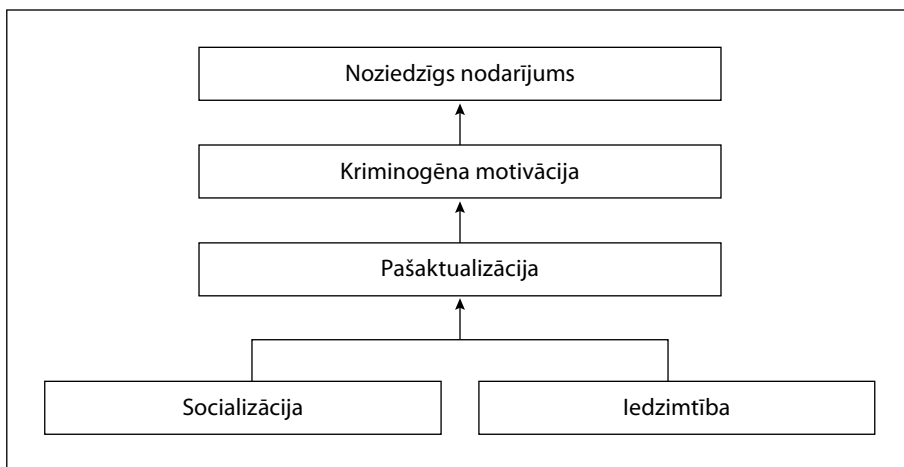 Noziedzīgs nodarījums
Kriminogēna motivācija
Pašaktualizācija
Socializācija
Iedzimtība